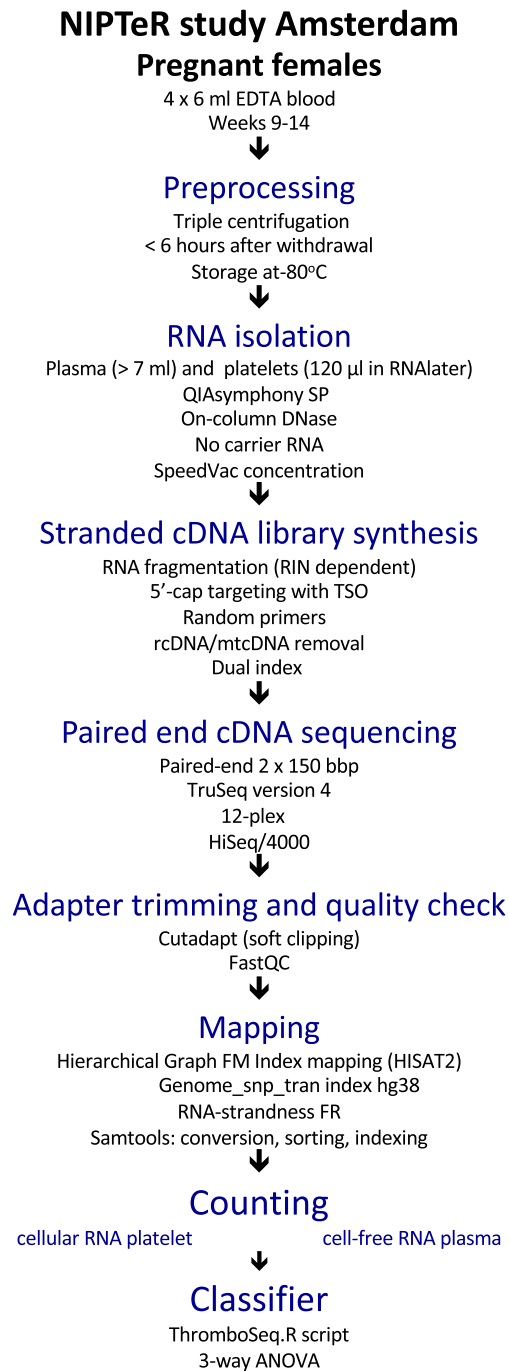 NIPTeR study Amsterdam
Pregnant females
4 x 6 ml EDTA blood
Weeks 9-14
Preprocessing
Triple centrifugation
< 6 hours after withdrawal
Storage at-80°C
RNA isolation
Plasma (> 7 ml) and platelets (120 µl in RNAlater)
QIAsymphony SP
On-column DNase
No carrier RNA
SpeedVac concentration
Stranded cDNA library synthesis
RNA fragmentation (RIN dependent)
5’-cap targeting with TSO
Random primers
rcDNA/mtcDNA removal
Dual index
Paired end cDNA sequencing
Paired-end 2 x 150 bbp
TruSeq version 4
12-plex
HiSeq/4000
Adapter trimming and quality check
Cutadapt (soft clipping)
FastQC
Mapping
Hierarchical Graph FM Index mapping (HISAT2)
Genome_snp_tran index hg38
RNA-strandness FR
Samtools: conversion, sorting, indexing
Counting
cellular RNA platelet cell-free RNA plasma
Classifier
ThromboSeq.R script
3-way ANOVA